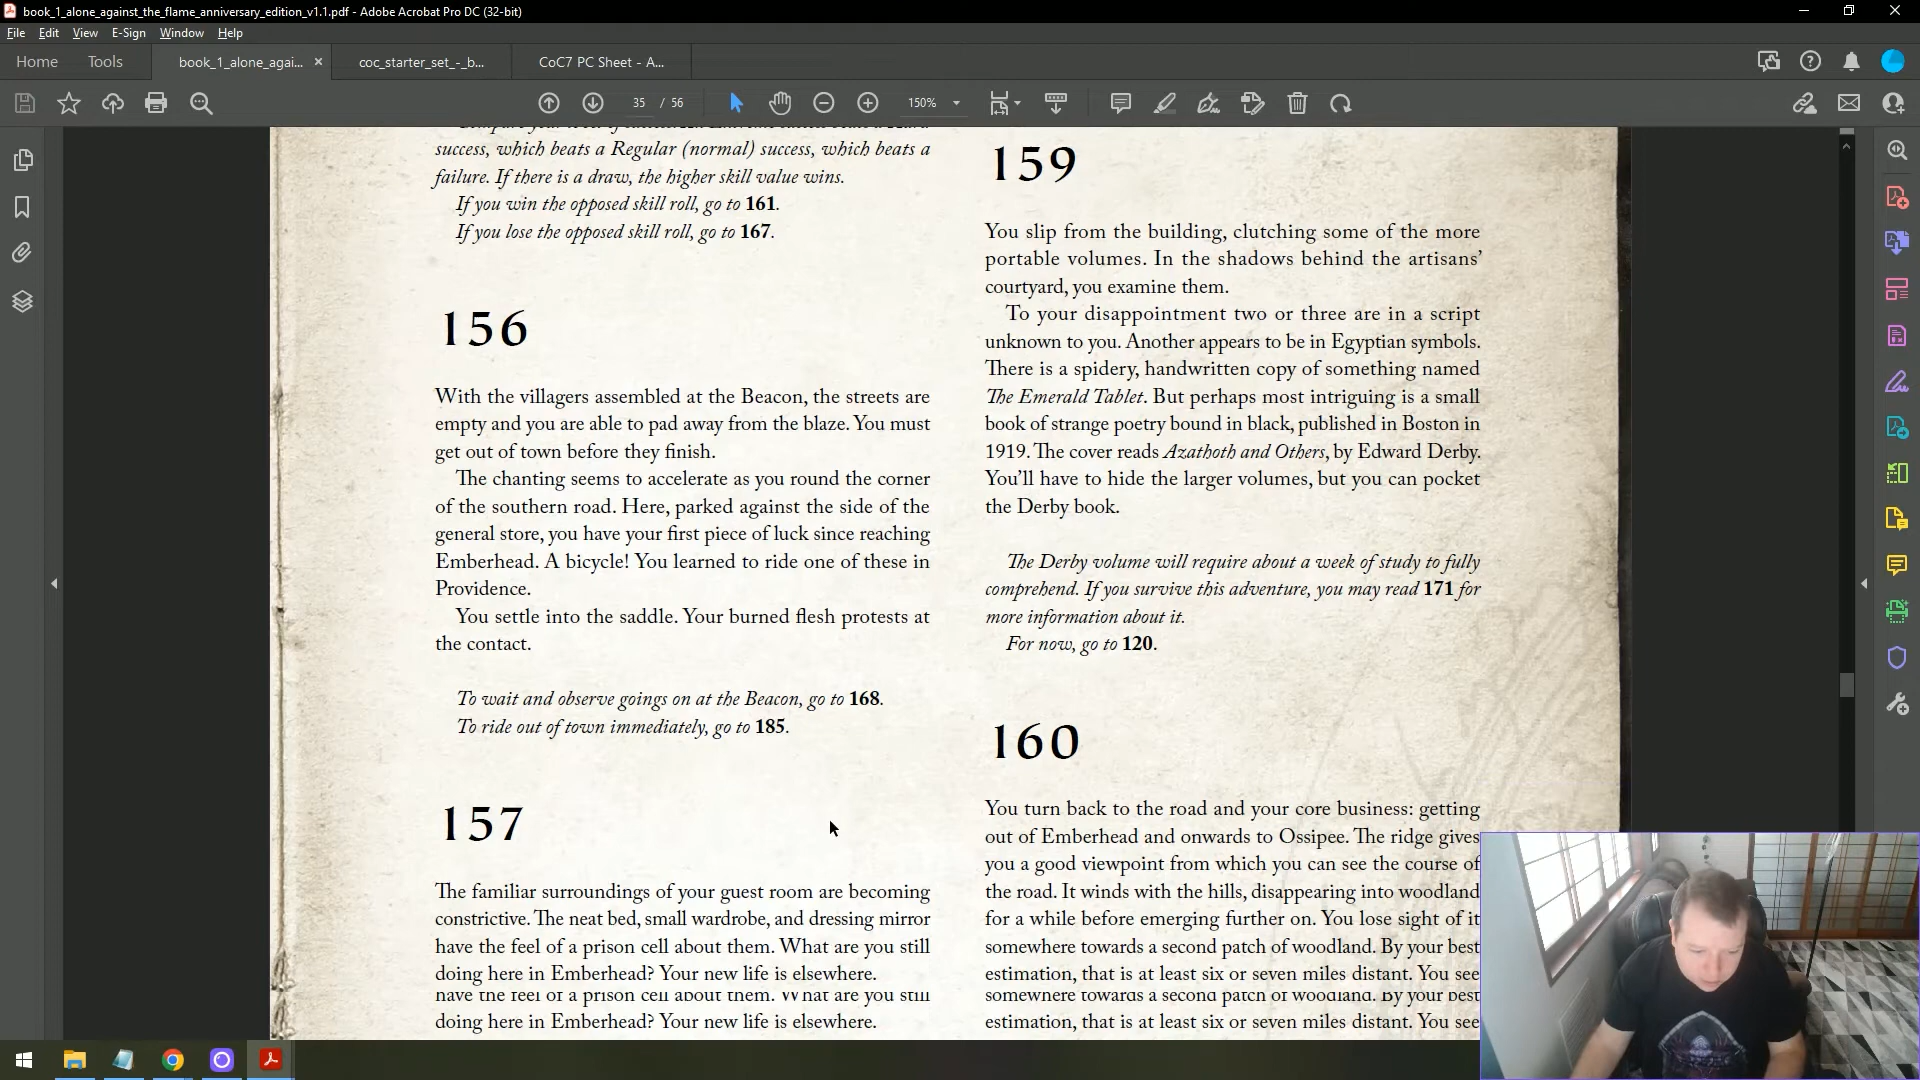 book_1_alone_against_the_flame_anniversary_edition_v1.1.pdf - Adobe Acrobat Pro DC (32-bit)
File Edit View E-Sign Window Help
Home Tools book_1_alone_agai... × coc_starter_set_-_b... CoC7 PC Sheet - A...
35 / 56 150%
success, which beats a Regular (normal) success, which beats a
failure. If there is a draw, the higher skill value wins.
If you win the opposed skill roll, go to 161.
If you lose the opposed skill roll, go to 167.
156
With the villagers assembled at the Beacon, the streets are
empty and you are able to pad away from the blaze. You must
get out of town before they finish.
The chanting seems to accelerate as you round the corner
of the southern road. Here, parked against the side of the
general store, you have your first piece of luck since reaching
Emberhead. A bicycle! You learned to ride one of these in
Providence.
You settle into the saddle. Your burned flesh protests at
the contact.
To wait and observe goings on at the Beacon, go to 168.
To ride out of town immediately, go to 185.
157
The familiar surroundings of your guest room are becoming
constrictive. The neat bed, small wardrobe, and dressing mirror
have the feel of a prison cell about them. What are you still
doing here in Emberhead? Your new life is elsewhere.
have the feel of a prison cell about them. What are you still
doing here in Emberhead? Your new life is elsewhere.
159
You slip from the building, clutching some of the more
portable volumes. In the shadows behind the artisans’
courtyard, you examine them.
To your disappointment two or three are in a script
unknown to you. Another appears to be in Egyptian symbols.
There is a spidery, handwritten copy of something named
The Emerald Tablet. But perhaps most intriguing is a small
book of strange poetry bound in black, published in Boston in
1919. The cover reads Azathoth and Others, by Edward Derby.
You’ll have to hide the larger volumes, but you can pocket
the Derby book.
The Derby volume will require about a week of study to fully
comprehend. If you survive this adventure, you may read 171 for
more information about it.
For now, go to 120.
160
You turn back to the road and your core business: getting
out of Emberhead and onwards to Ossipee. The ridge gives
you a good viewpoint from which you can see the course of
the road. It winds with the hills, disappearing into woodland
for a while before emerging further on. You lose sight of it
somewhere towards a second patch of woodland. By your best
estimation, that is at least six or seven miles distant. You see
somewhere towards a second patch of woodland. By your best
estimation, that is at least six or seven miles distant. You see